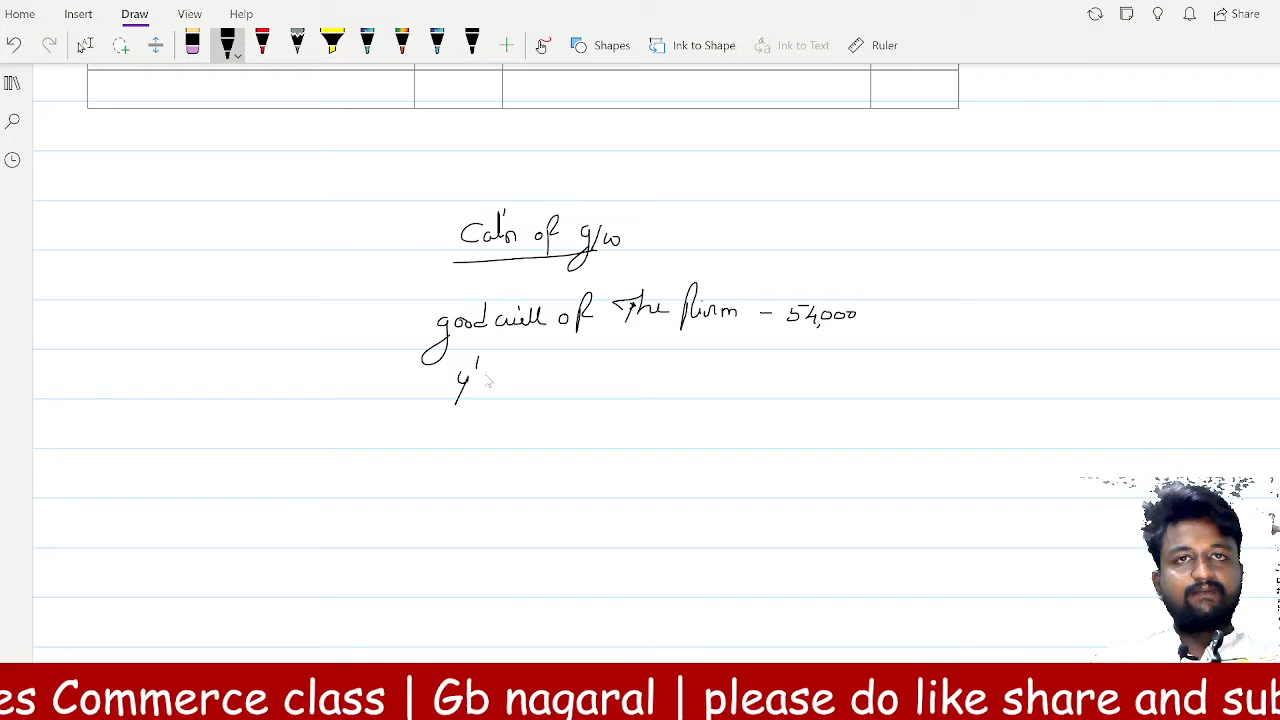 Home Insert Draw View Help Share
Shapes Ink to Shape Ink to Text Ruler
Cal'n of g/w
goodwill of The firm - 54,000
y'
es Commerce class | Gb nagaral | please do like share and sub